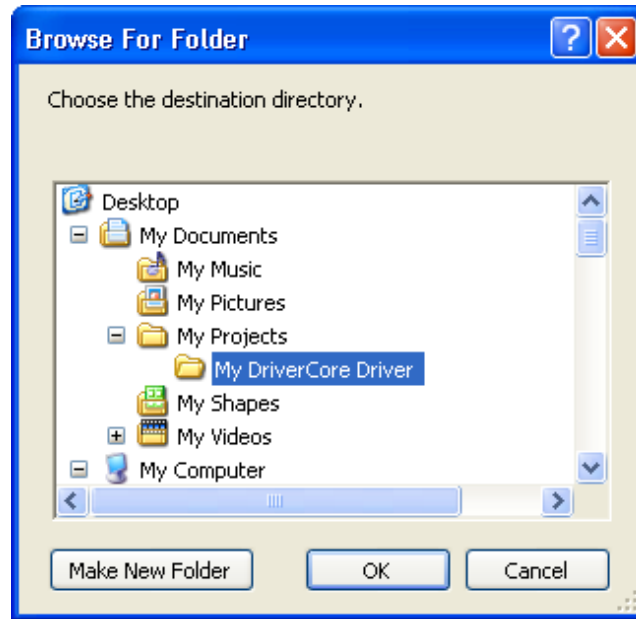 Browse For Folder
Choose the destination directory.
Desktop
My Documents
My Music
My Pictures
My Projects
My DriverCore Driver
My Shapes
My Videos
My Computer
Make New Folder OK Cancel